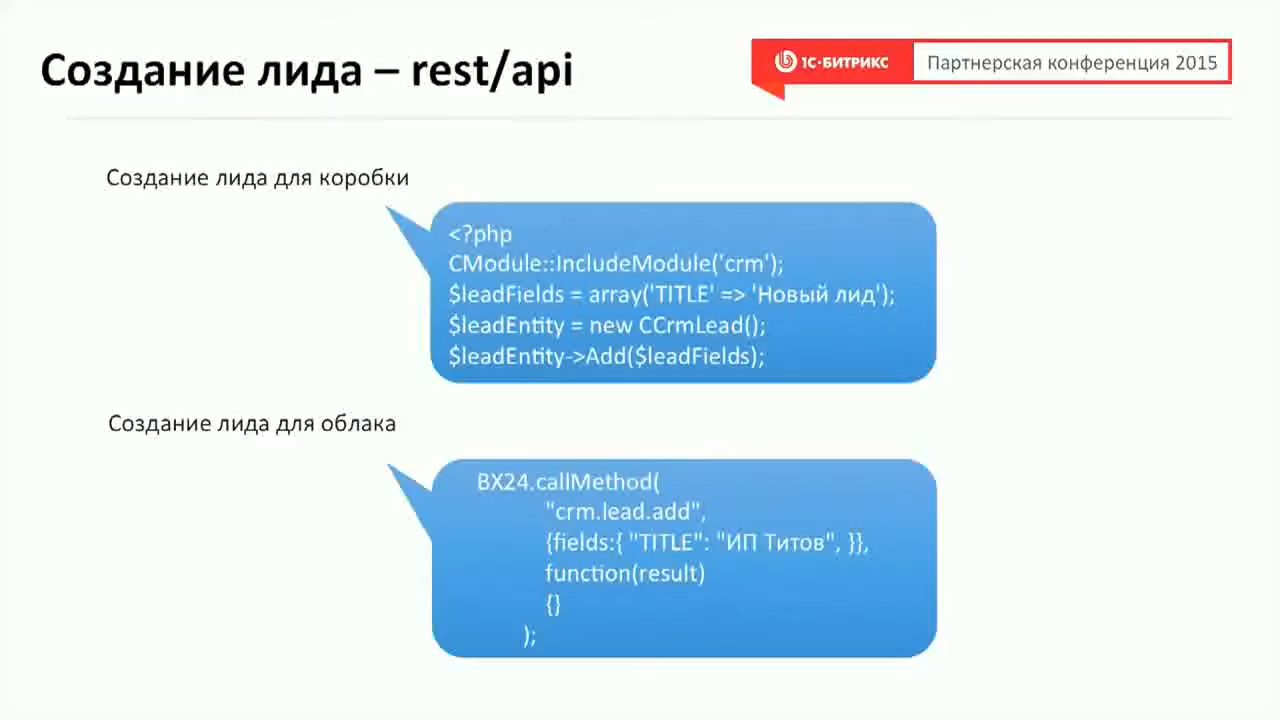 Создание лида – rest/api
1С-БИТРИКС
Партнерская конференция 2015
Создание лида для коробки
<?php
CModule::IncludeModule('crm');
$leadFields = array('TITLE' => 'Новый лид');
$leadEntity = new CCrmLead();
$leadEntity->Add($leadFields);
Создание лида для облака
BX24.callMethod(
"crm.lead.add",
{fields:{ "TITLE": "ИП Титов", }},
function(result)
{}
);